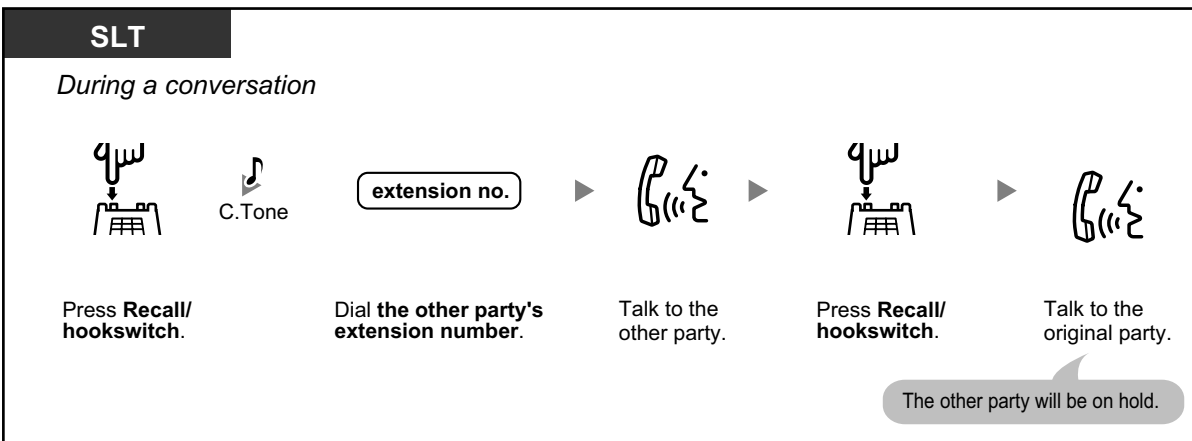 SLT
During a conversation
C.Tone
extension no.
Press Recall/
hookswitch.
Dial the other party's
extension number.
Talk to the
other party.
Press Recall/
hookswitch.
Talk to the
original party.
The other party will be on hold.